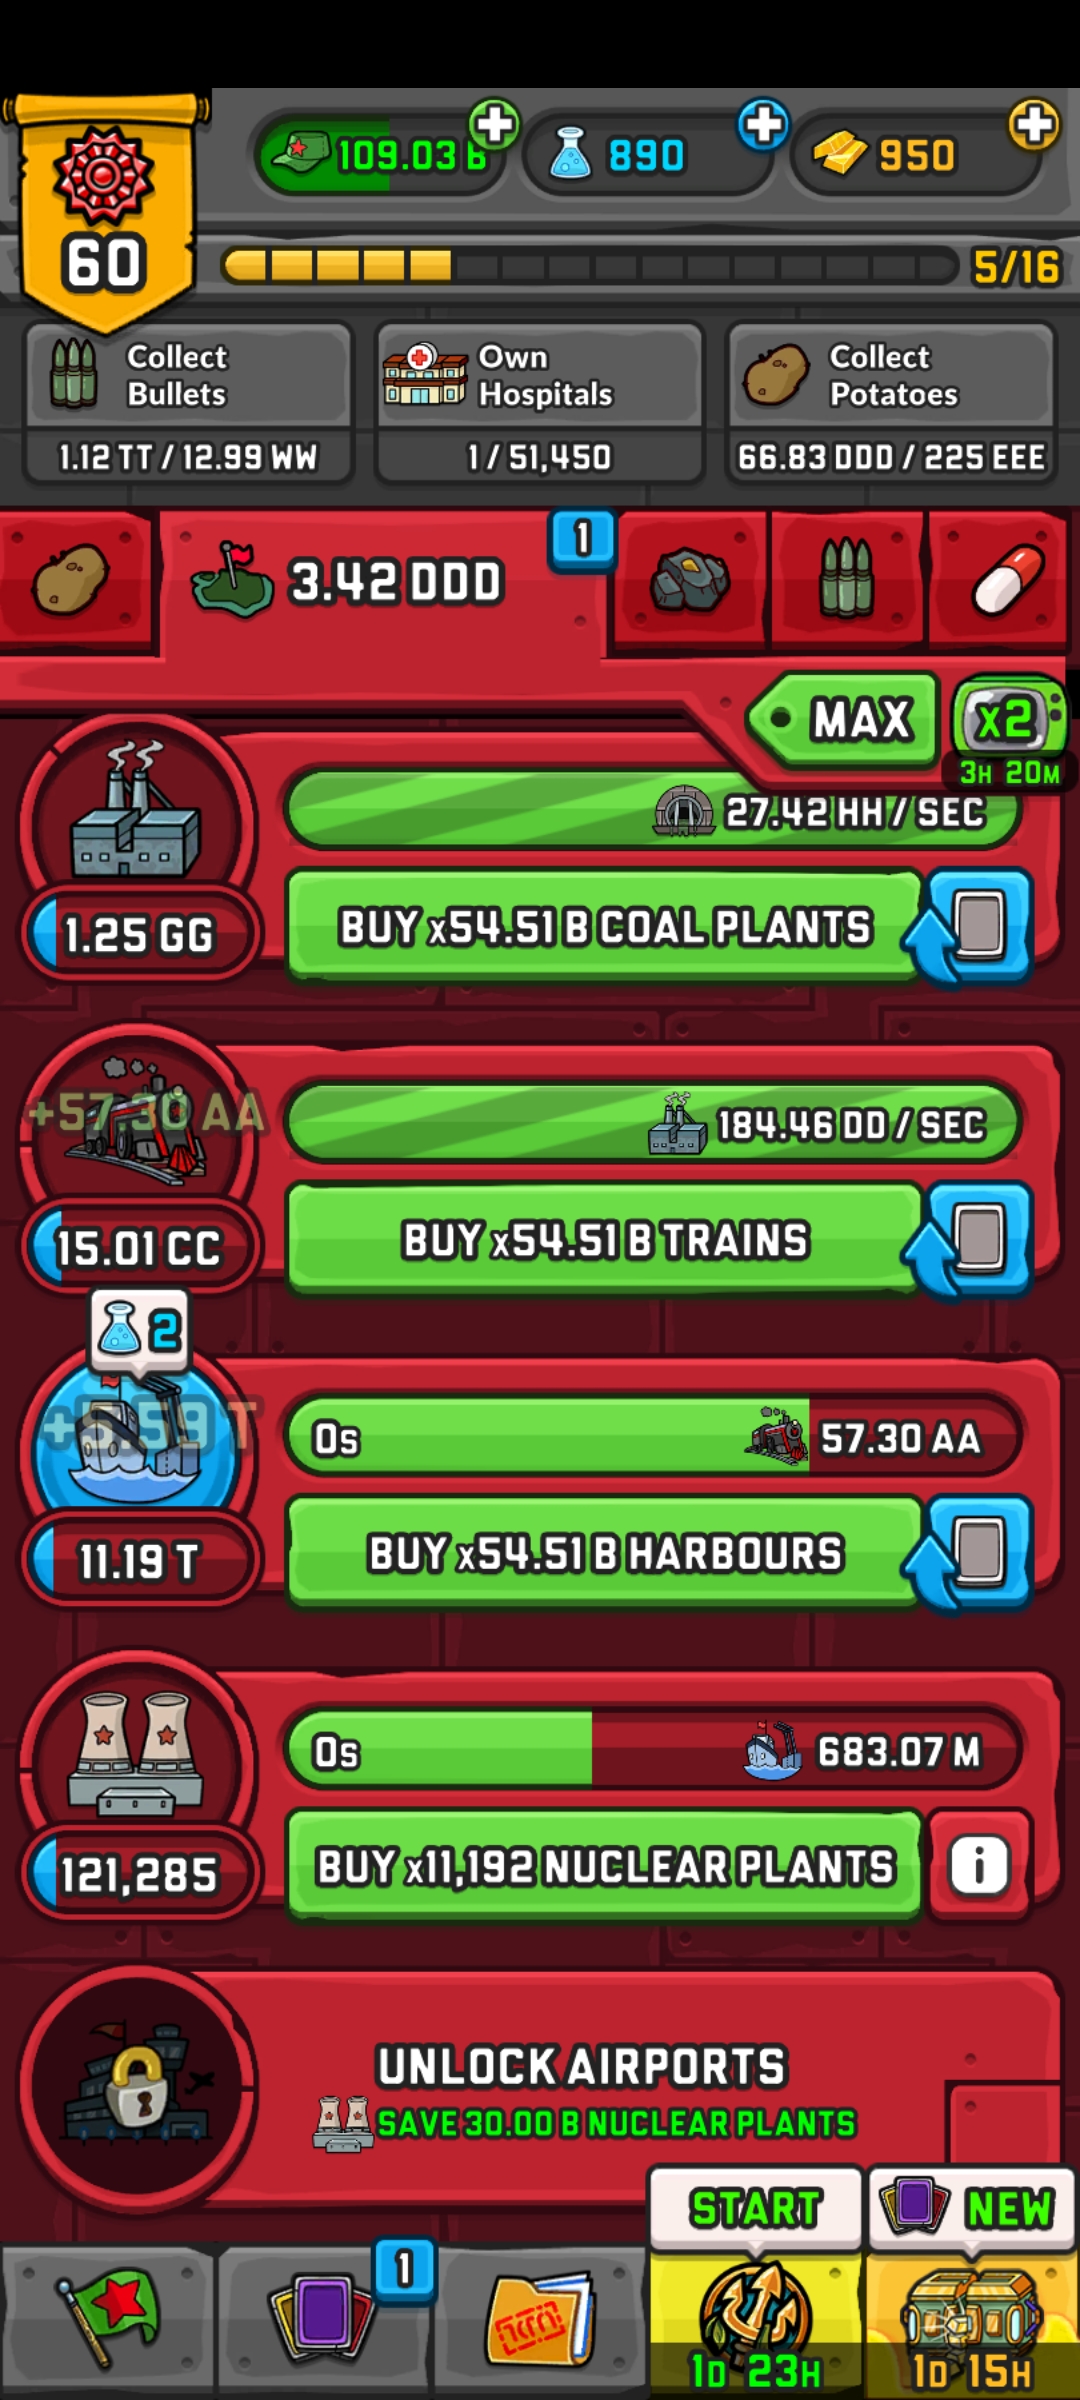 109.03 B
890
950
60
5/16
Collect
Bullets
1.12 TT / 12.99 WW
Own
Hospitals
1 / 51,450
Collect
Potatoes
66.83 DDD / 225 EEE
3.42 DDD
1
MAX
x2
3H 20M
27.42 HH / SEC
1.25 GG
BUY x54.51 B COAL PLANTS
+57.30 AA
184.46 DD / SEC
15.01 CC
BUY x54.51 B TRAINS
2
+5.59 T
0s
57.30 AA
11.19 T
BUY x54.51 B HARBOURS
0s
683.07 M
121,285
BUY x11,192 NUCLEAR PLANTS
i
UNLOCK AIRPORTS
SAVE 30.00 B NUCLEAR PLANTS
START
NEW
1
1D 23H
1D 15H